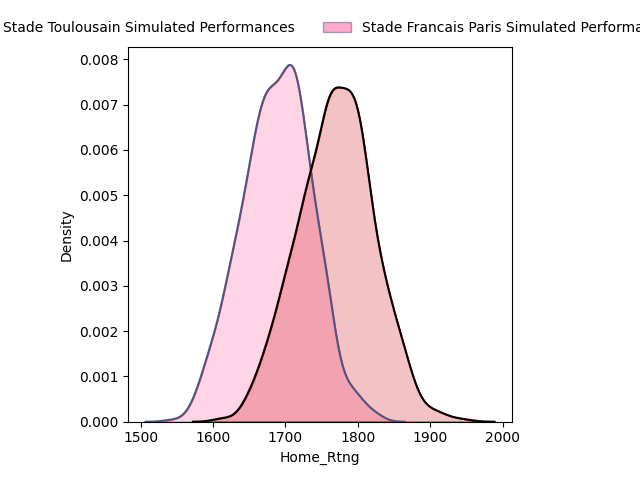 Stade Toulousain Simulated Performances
Stade Francais Paris Simulated Performa
0.008
0.007
0.006
0.005
0.004
0.003
0.002
0.001
0.000
Density
1500 1600 1700 1800 1900 2000
Home_Rtng